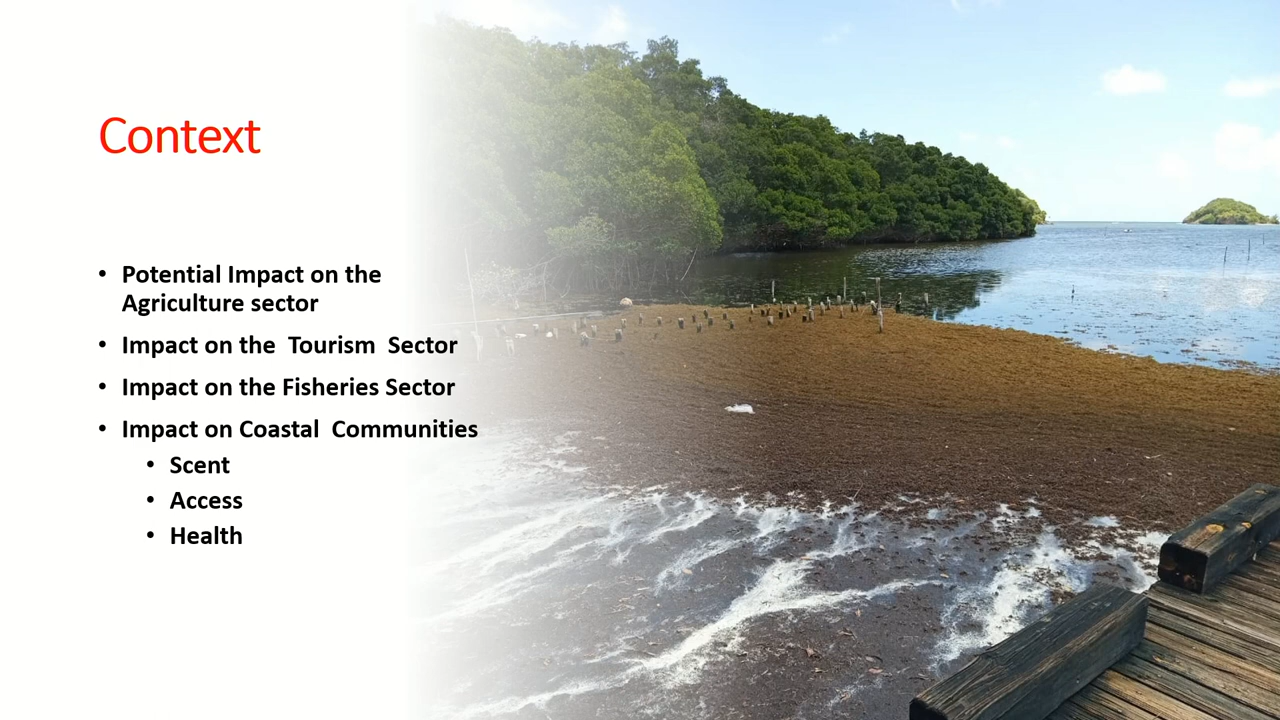 Context
• Potential Impact on the
Agriculture sector
• Impact on the  Tourism  Sector
• Impact on the Fisheries Sector
• Impact on Coastal  Communities
• Scent
• Access
• Health